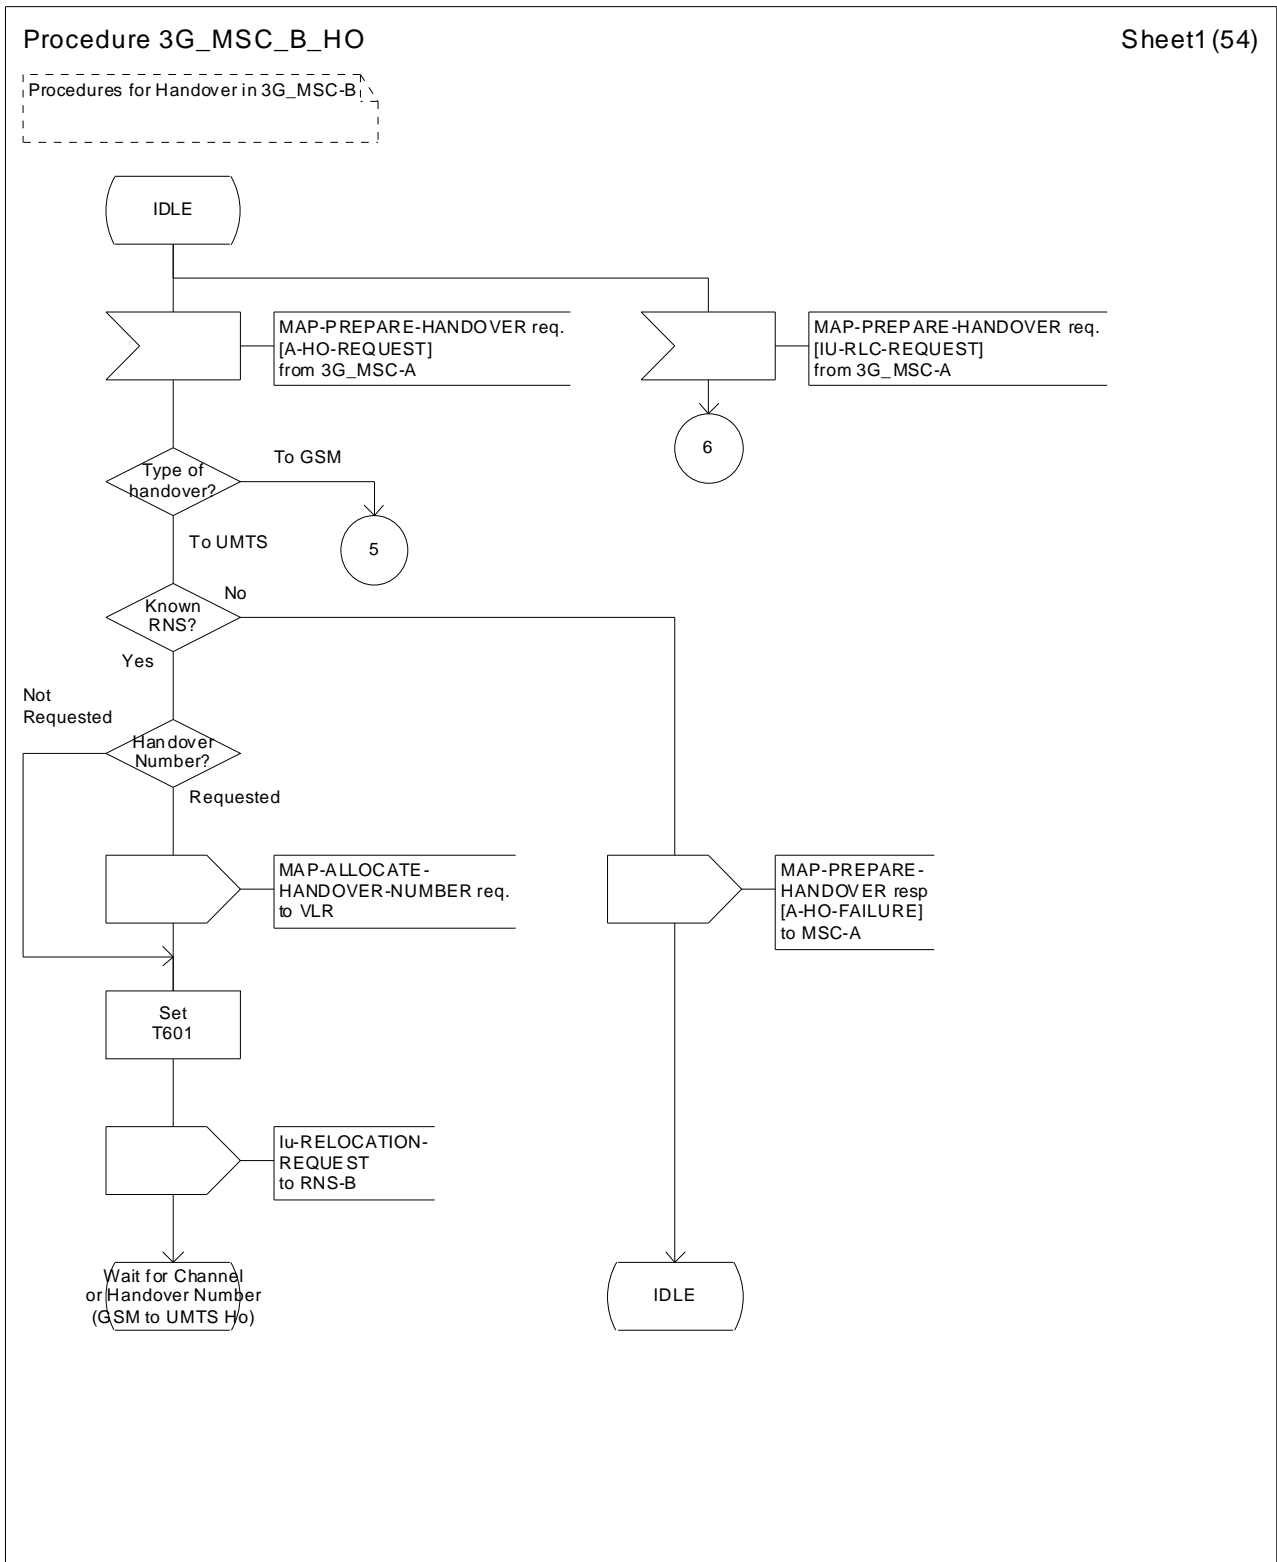 Procedure 3G_MSC_B_HO
Sheet1 (54)
Procedures for Handover in 3G_MSC-B
IDLE
MAP-PREPARE-HANDOVER req.
[A-HO-REQUEST]
from 3G_MSC-A
MAP-PREPARE-HANDOVER req.
[IU-RLC-REQUEST]
from 3G_MSC-A
6
Type of
handover?
To GSM
5
To UMTS
Known
RNS?
No
Yes
Not
Requested
Handover
Number?
Requested
MAP-ALLOCATE-
HANDOVER-NUMBER req.
to VLR
MAP-PREPARE-
HANDOVER resp
[A-HO-FAILURE]
to MSC-A
Set
T601
Iu-RELOCATION-
REQUEST
to RNS-B
Wait for Channel
or Handover Number
(GSM to UMTS Ho)
IDLE